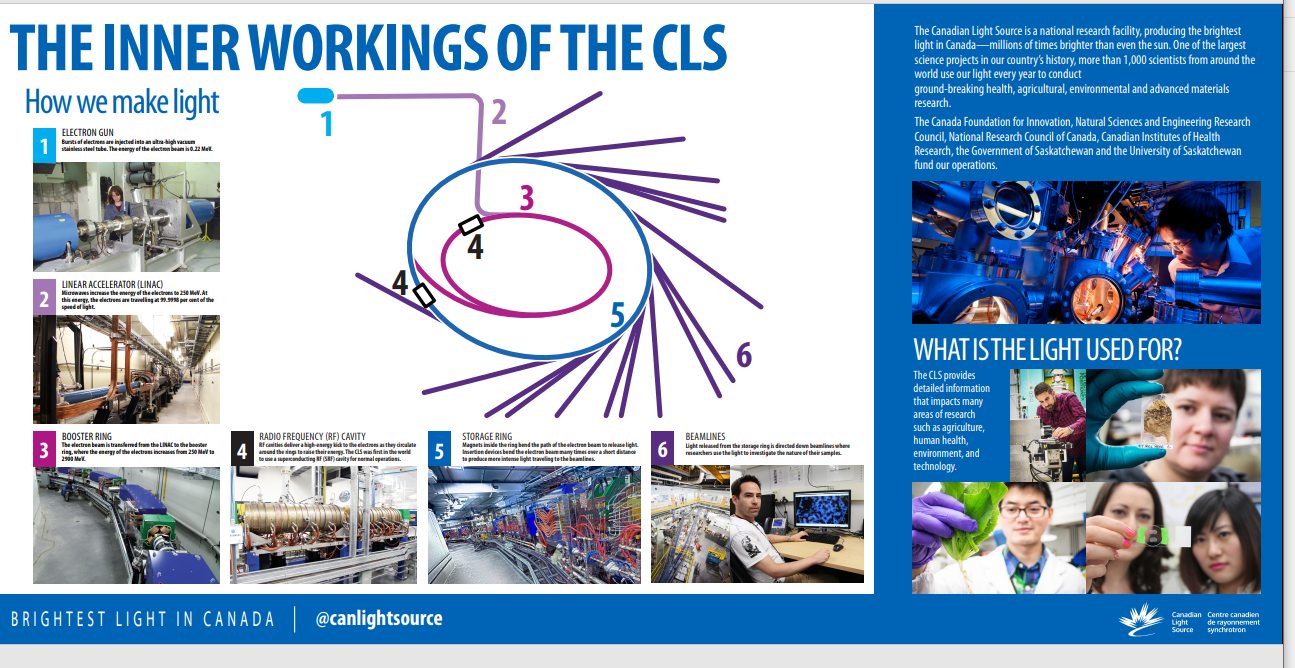 THE INNER WORKINGS OF THE CLS
How we make light
1
ELECTRON GUN
Bursts of electrons are injected into an ultra-high vacuum
stainless steel tube. The energy of the electron beam is 0.22 MeV.
2
LINEAR ACCELERATOR (LINAC)
Microwaves increase the energy of the electrons to 250 MeV. At
this energy, the electrons are travelling at 99.9998 per cent of the
speed of light.
3
BOOSTER RING
The electron beam is transferred from the LINAC to the booster
ring, where the energy of the electrons increases from 250 MeV to
2900 MeV.
4
RADIO FREQUENCY (RF) CAVITY
RF cavities deliver a high-energy kick to the electrons as they circulate
around the rings to raise their energy. The CLS was first in the world
to use a superconducting RF (SRF) cavity for normal operations.
5
STORAGE RING
Magnets inside the ring bend the path of the electron beam to release light.
Insertion devices bend the electron beam many times over a short distance
to produce more intense light traveling to the beamlines.
6
BEAMLINES
Light released from the storage ring is directed down beamlines where
researchers use the light to investigate the nature of their samples.
1
2
3
4
4
5
6
The Canadian Light Source is a national research facility, producing the brightest
light in Canada—millions of times brighter than even the sun. One of the largest
science projects in our country's history, more than 1,000 scientists from around the
world use our light every year to conduct
ground-breaking health, agricultural, environmental and advanced materials
research.
The Canada Foundation for Innovation, Natural Sciences and Engineering Research
Council, National Research Council of Canada, Canadian Institutes of Health
Research, the Government of Saskatchewan and the University of Saskatchewan
fund our operations.
WHAT IS THE LIGHT USED FOR?
The CLS provides
detailed information
that impacts many
areas of research
such as agriculture,
human health,
environment, and
technology.
BRIGHTEST LIGHT IN CANADA
@canlightsource
Canadian
Light
Source
Centre canadien
de rayonnement
synchrotron